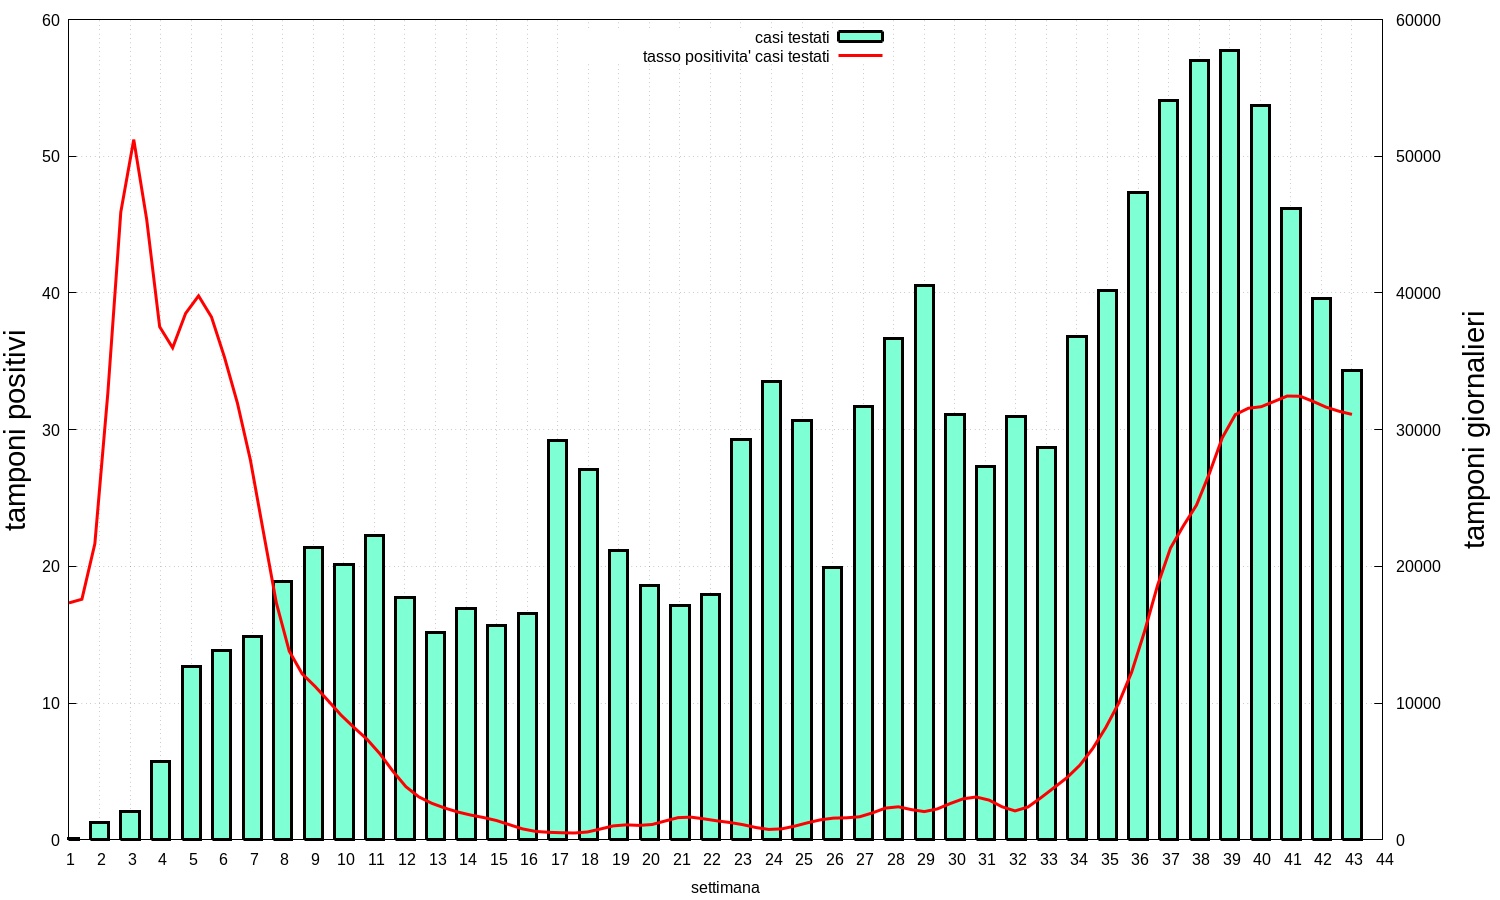 casi testati
tasso positivita' casi testati
tamponi positivi
60
50
40
30
20
10
0
60000
50000
40000
30000
20000
10000
0
tamponi giornalieri
1 2 3 4 5 6 7 8 9 10 11 12 13 14 15 16 17 18 19 20 21 22 23 24 25 26 27 28 29 30 31 32 33 34 35 36 37 38 39 40 41 42 43 44
settimana